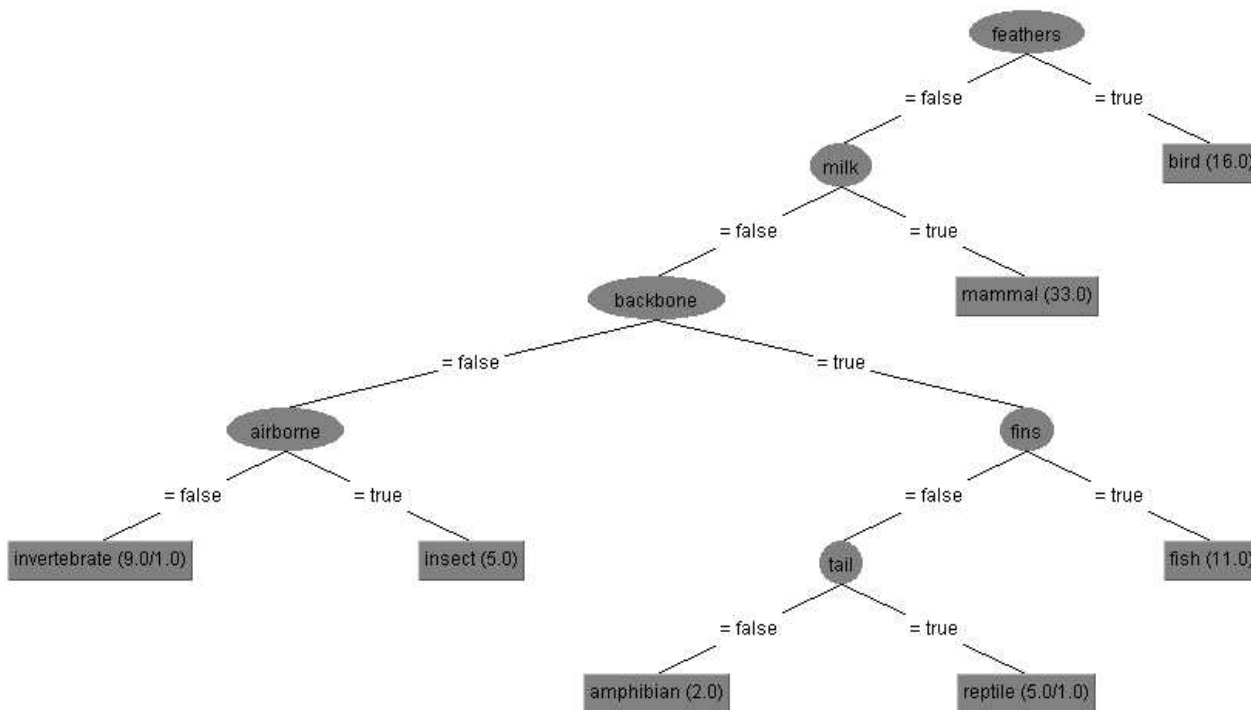 feathers
= false
= true
milk
bird (16.0)
= false
= true
backbone
mammal (33.0)
= false
= true
airborne
fins
= false
= true
= false
= true
invertebrate (9.0/1.0)
insect (5.0)
tail
fish (11.0)
= false
= true
amphibian (2.0)
reptile (5.0/1.0)